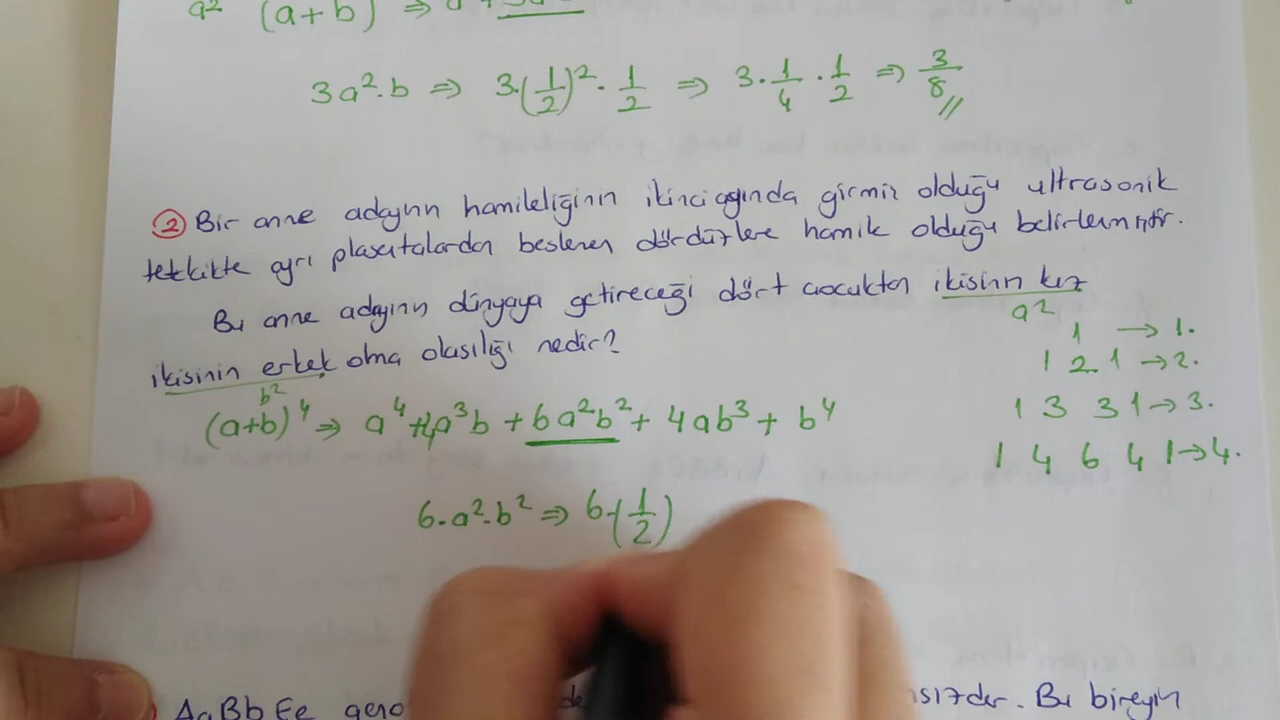 a² (a+b) ⇒
3a².b ⇒ 3.(1/2)² . 1/2 ⇒ 3 . 1/4 . 1/2 ⇒ 3/8 //
② Bir anne adayının hamileliğinin ikinci ayında girmiş olduğu ultrasonik
tetkikte ayrı plasentalardan beslenen dördüzlere hamile olduğu belirlenmiştir.
Bu anne adayının dünyaya getireceği dört çocuktan ikisinin kız
a²
ikisinin erkek olma olasılığı nedir?
b²
1 → 1.
1 2 1 → 2.
1 3 3 1 → 3.
1 4 6 4 1 → 4.
(a+b)⁴ ⇒ a⁴ + 4a³b + 6a²b² + 4ab³ + b⁴
6.a².b² ⇒ 6.(1/2)
AaBbEe Bu bireyin